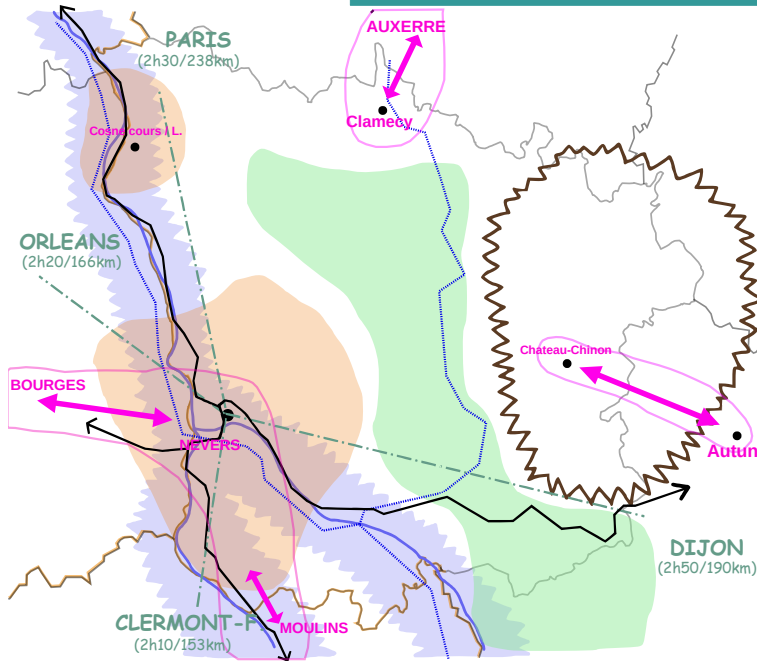 AUXERRE
PARIS
(2h30/238km)
Clamecy
Cosne cours / L.
ORLEANS
(2h20/166km)
Chateau-Chinon
BOURGES
NEVERS
Autun
DIJON
(2h50/190km)
CLERMONT-F.
(2h10/153km)
MOULINS